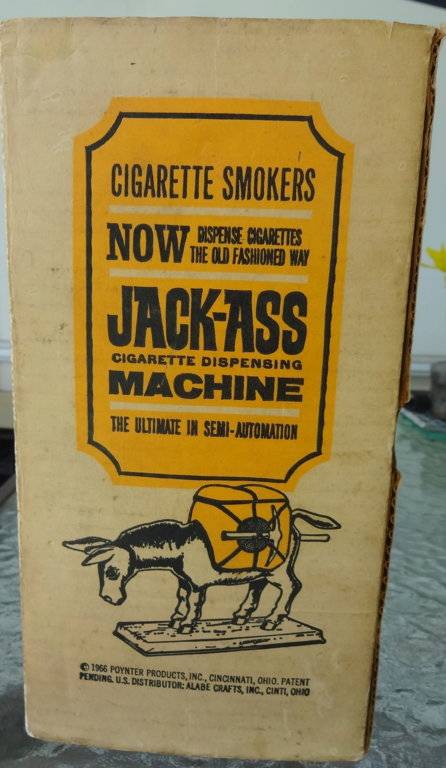 CIGARETTE SMOKERS
NOW DISPENSE CIGARETTES
THE OLD FASHIONED WAY
JACK-ASS
CIGARETTE DISPENSING
MACHINE
THE ULTIMATE IN SEMI-AUTOMATION
© 1966 POYNTER PRODUCTS, INC., CINCINNATI, OHIO. PATENT
PENDING. U.S. DISTRIBUTOR: ALABE CRAFTS, INC., CINTI, OHIO